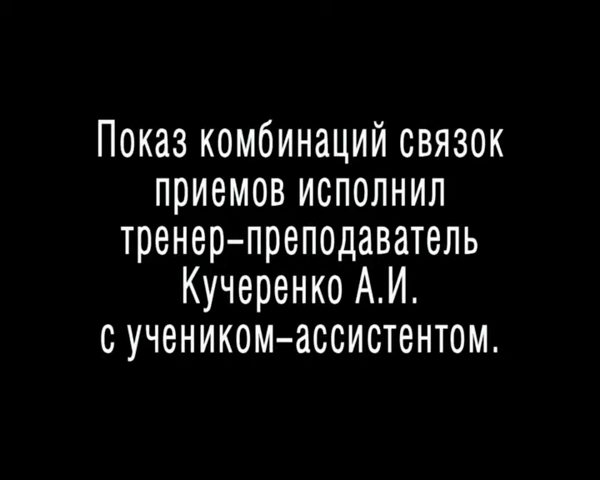 Показ комбинаций связок
приемов исполнил
тренер–преподаватель
Кучеренко А.И.
с учеником–ассистентом.